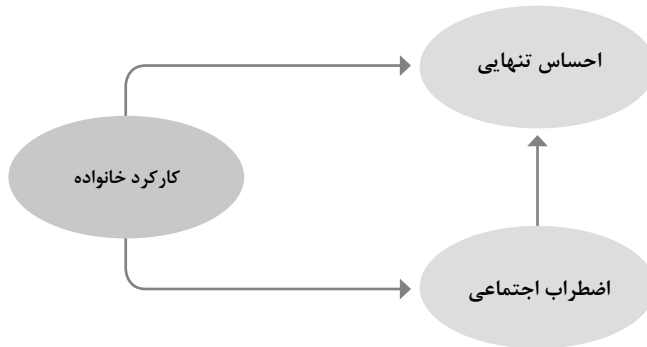 احساس تنهایی
کارکرد خانواده
اضطراب اجتماعی